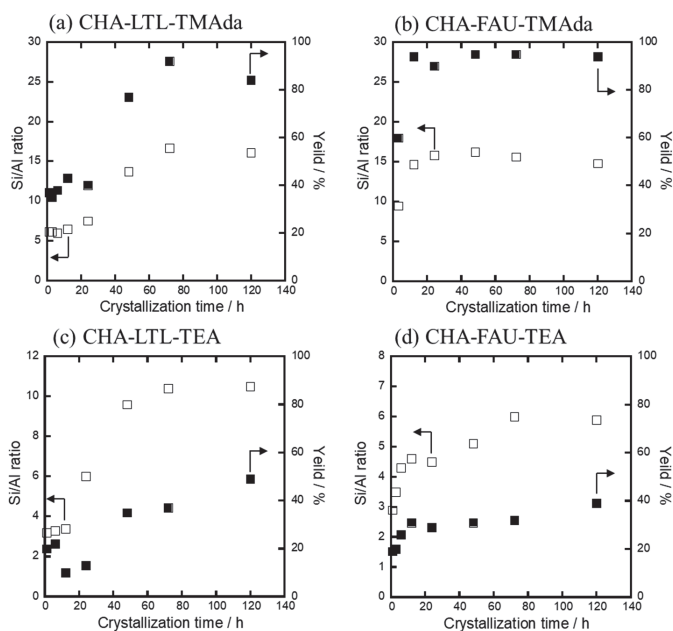 (a) CHA-LTL-TMAda
30
25
20
15
10
5
0
Si/Al ratio
100
80
60
40
20
0
Yeild / %
0 20 40 60 80 100 120 140
Crystallization time / h
(b) CHA-FAU-TMAda
30
25
20
15
10
5
0
Si/Al ratio
100
80
60
40
20
0
Yeild / %
0 20 40 60 80 100 120 140
Crystallization time / h
(c) CHA-LTL-TEA
12
10
8
6
4
2
0
Si/Al ratio
100
80
60
40
20
0
Yeild / %
0 20 40 60 80 100 120 140
Crystallization time / h
(d) CHA-FAU-TEA
8
7
6
5
4
3
2
1
0
Si/Al ratio
100
80
60
40
20
0
Yeild / %
0 20 40 60 80 100 120 140
Crystallization time / h